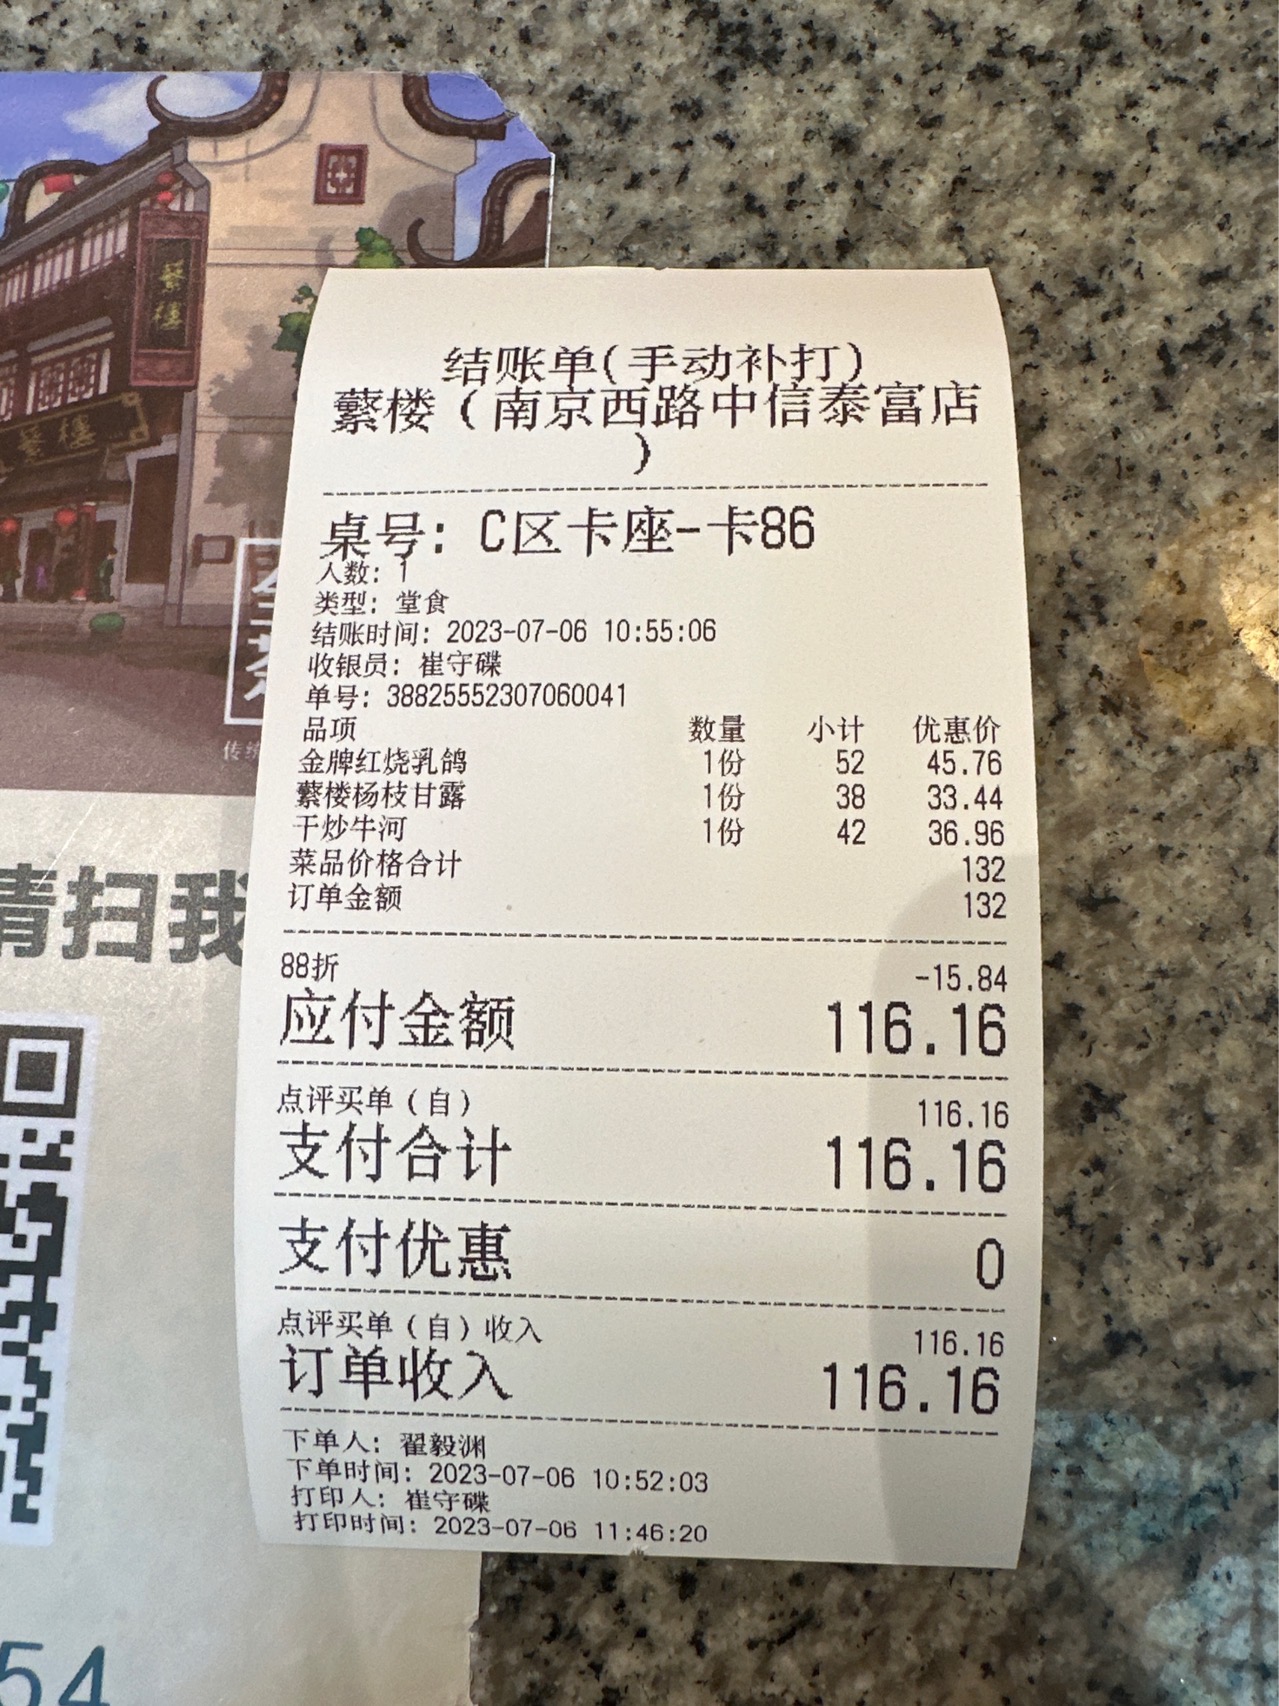 蘩樓
蘩樓
传统
请扫我
54
结账单(手动补打)
蘩楼（南京西路中信泰富店
）
桌号: C区卡座-卡86
人数: 1
类型: 堂食
结账时间: 2023-07-06 10:55:06
收银员: 崔守碟
单号: 38825552307060041
品项 数量 小计 优惠价
金牌红烧乳鸽 1份 52 45.76
蘩楼杨枝甘露 1份 38 33.44
干炒牛河 1份 42 36.96
菜品价格合计 132
订单金额 132
88折 -15.84
应付金额 116.16
点评买单（自） 116.16
支付合计 116.16
支付优惠 0
点评买单（自）收入 116.16
订单收入 116.16
下单人: 翟毅渊
下单时间: 2023-07-06 10:52:03
打印人: 崔守碟
打印时间: 2023-07-06 11:46:20